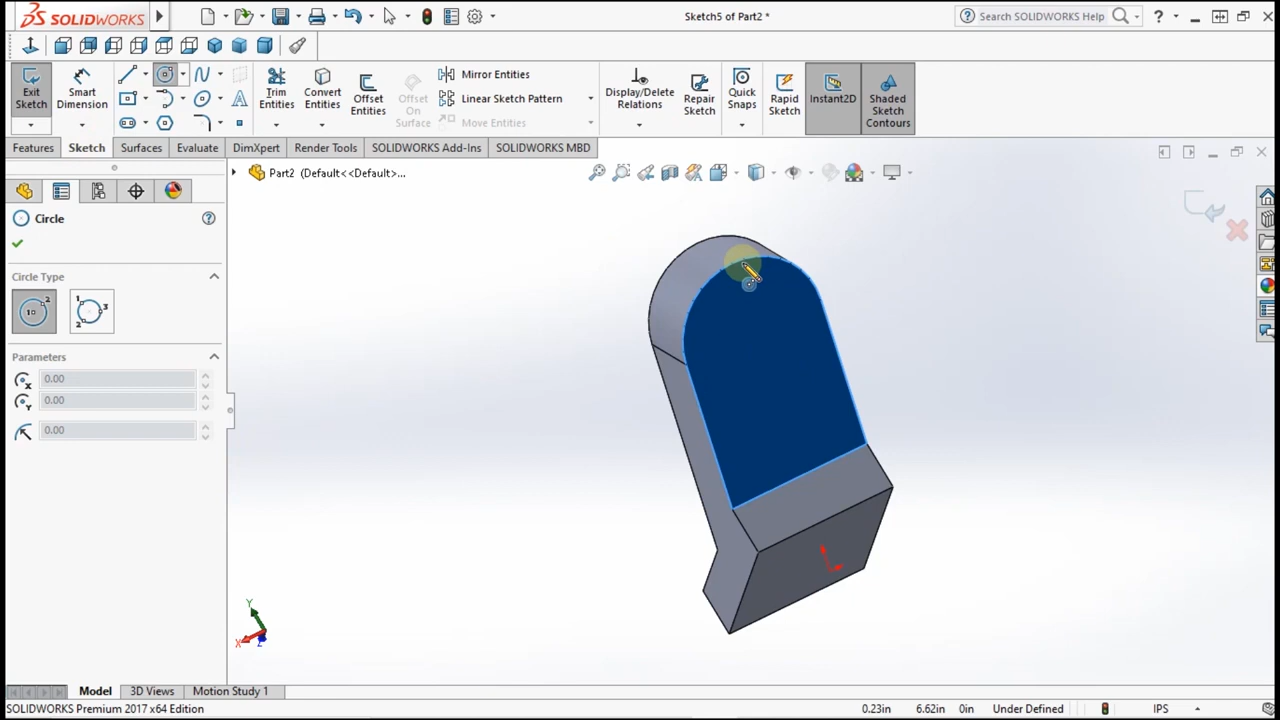 SOLIDWORKS
Sketch5 of Part2 *
Search SOLIDWORKS Help
?
Exit Sketch
Smart Dimension
Trim Entities
Convert Entities
Offset Entities
Offset On Surface
Mirror Entities
Linear Sketch Pattern
Move Entities
Display/Delete Relations
Repair Sketch
Quick Snaps
Rapid Sketch
Instant2D
Shaded Sketch Contours
Features
Sketch
Surfaces
Evaluate
DimXpert
Render Tools
SOLIDWORKS Add-Ins
SOLIDWORKS MBD
Part2 (Default<<Default>...
Circle
Circle Type
Parameters
0.00
0.00
0.00
Y
X
Z
Model
3D Views
Motion Study 1
SOLIDWORKS Premium 2017 x64 Edition
0.23in
6.62in
0in
Under Defined
IPS